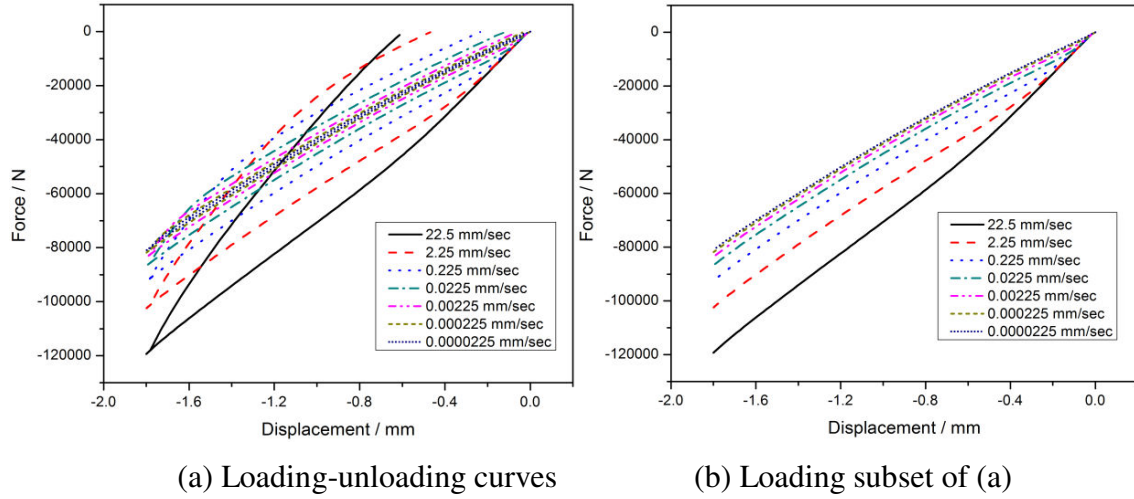 0
-20000
-40000
-60000
-80000
-100000
-120000
Force / N
22.5 mm/sec
2.25 mm/sec
0.225 mm/sec
0.0225 mm/sec
0.00225 mm/sec
0.000225 mm/sec
0.0000225 mm/sec
-2.0 -1.6 -1.2 -0.8 -0.4 0.0
Displacement / mm
(a) Loading-unloading curves
0
-20000
-40000
-60000
-80000
-100000
-120000
Force / N
22.5 mm/sec
2.25 mm/sec
0.225 mm/sec
0.0225 mm/sec
0.00225 mm/sec
0.000225 mm/sec
0.0000225 mm/sec
-2.0 -1.6 -1.2 -0.8 -0.4 0.0
Displacement / mm
(b) Loading subset of (a)